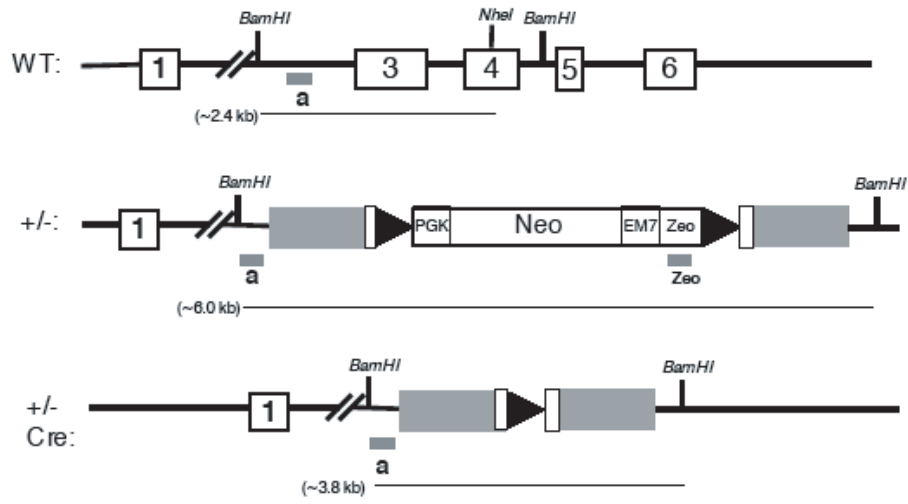 BamHI NheI BamHI
WT: 1 3 4 5 6
a
(~2.4 kb)
BamHI BamHI
+/-: 1 PGK Neo EM7 Zeo
a Zeo
(~6.0 kb)
BamHI BamHI
+/- 1
Cre:
a
(~3.8 kb)